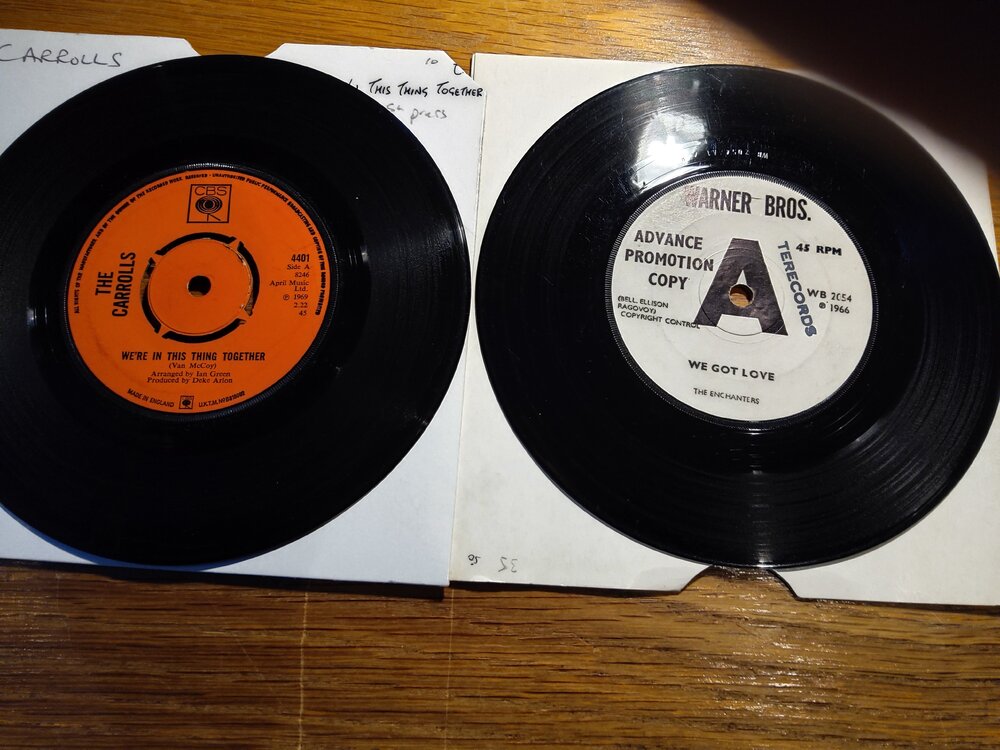 CARROLLS
THIS THING TOGETHER
press
CBS
THE
CARROLLS
4401
Side A
8246
April Music
Ltd.
℗ 1969
2.22
45
WE'RE IN THIS THING TOGETHER
(Van McCoy)
Arranged by Ian Green
Produced by Deke Arlon
MADE IN ENGLAND
WARNER BROS.
ADVANCE
PROMOTION
COPY
A
45 RPM
TERECORDS
WB 2054
℗ 1966
(BELL, ELLISON
RAGOVOY)
COPYRIGHT CONTROL
WE GOT LOVE
THE ENCHANTERS
35